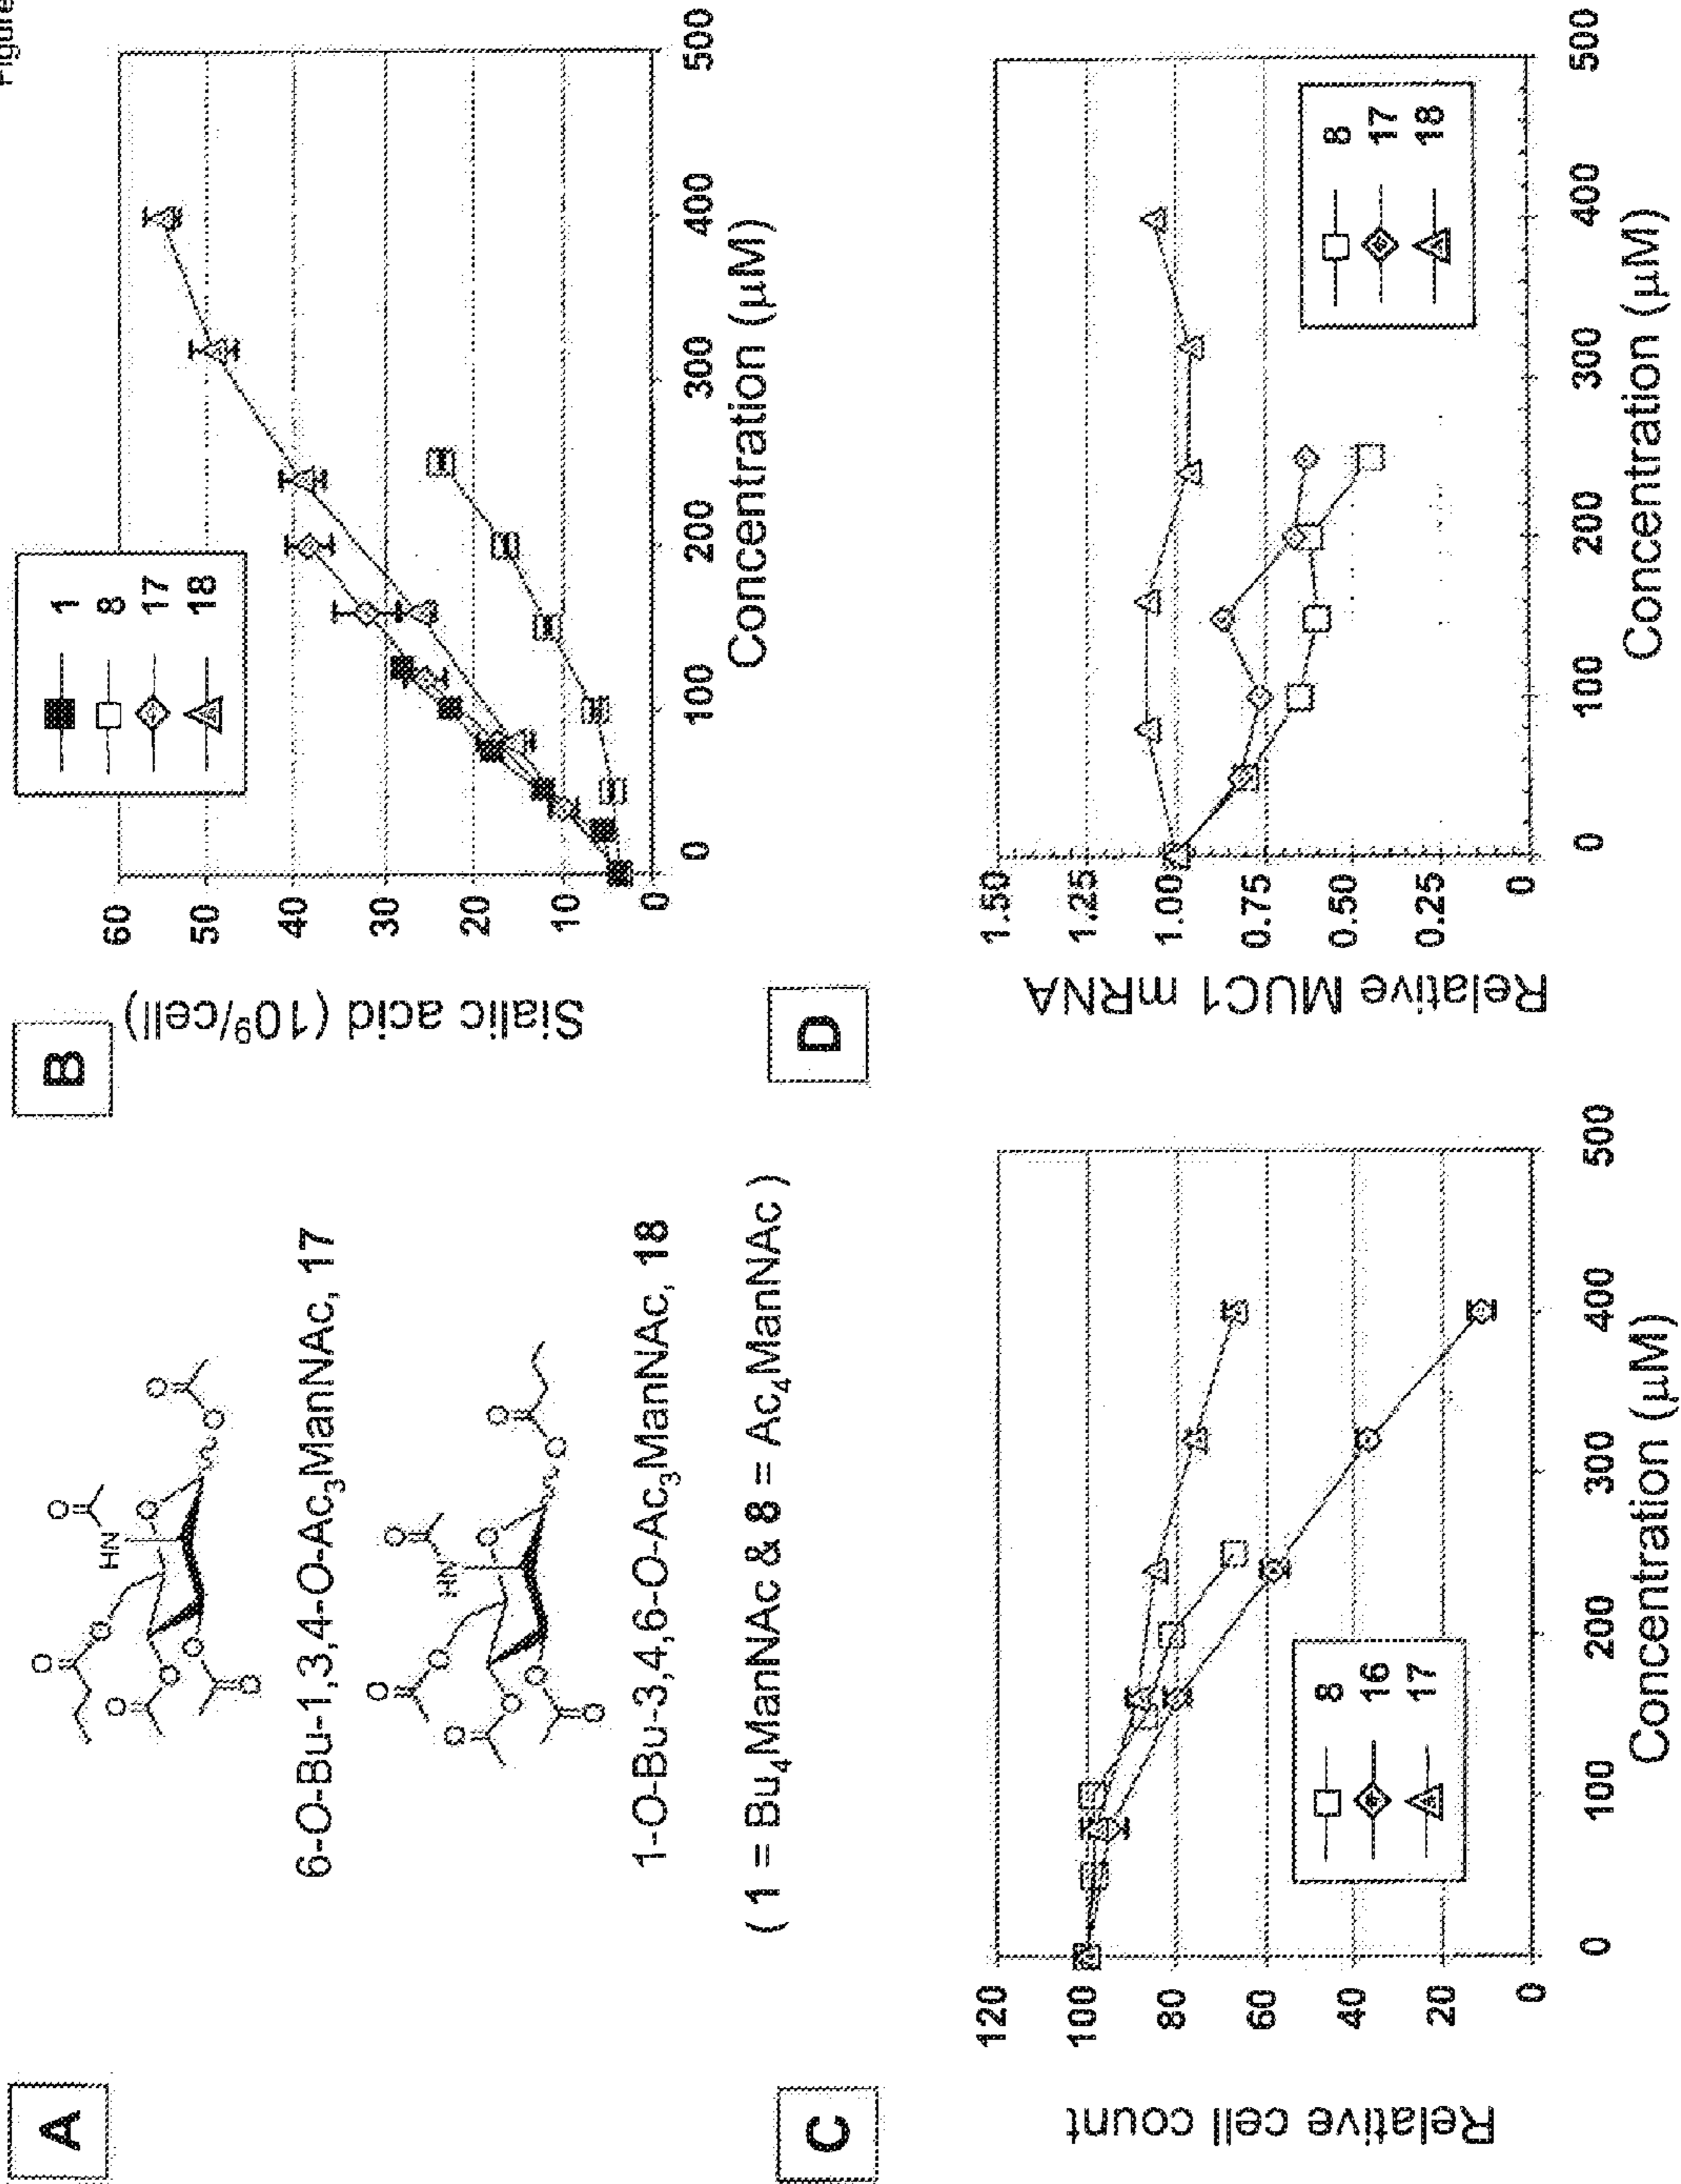 Figure
A
O
O
HN
O
O
O
O
O
O
O
O
6-O-Bu-1,3,4-O-Ac₃ManNAc, 17
O
O
HN
O
O
O
O
O
O
O
O
1-O-Bu-3,4,6-O-Ac₃ManNAc, 18
( 1 = Bu₄ManNAc & 8 = Ac₄ManNAc )
B
Sialic acid (10⁹/cell)
60
50
40
30
20
10
0
1
8
17
18
0 100 200 300 400 500
Concentration (µM)
C
Relative cell count
120
100
80
60
40
20
0
8
16
17
0 100 200 300 400 500
Concentration (µM)
D
Relative MUC1 mRNA
1.50
1.25
1.00
0.75
0.50
0.25
0
8
17
18
0 100 200 300 400 500
Concentration (µM)